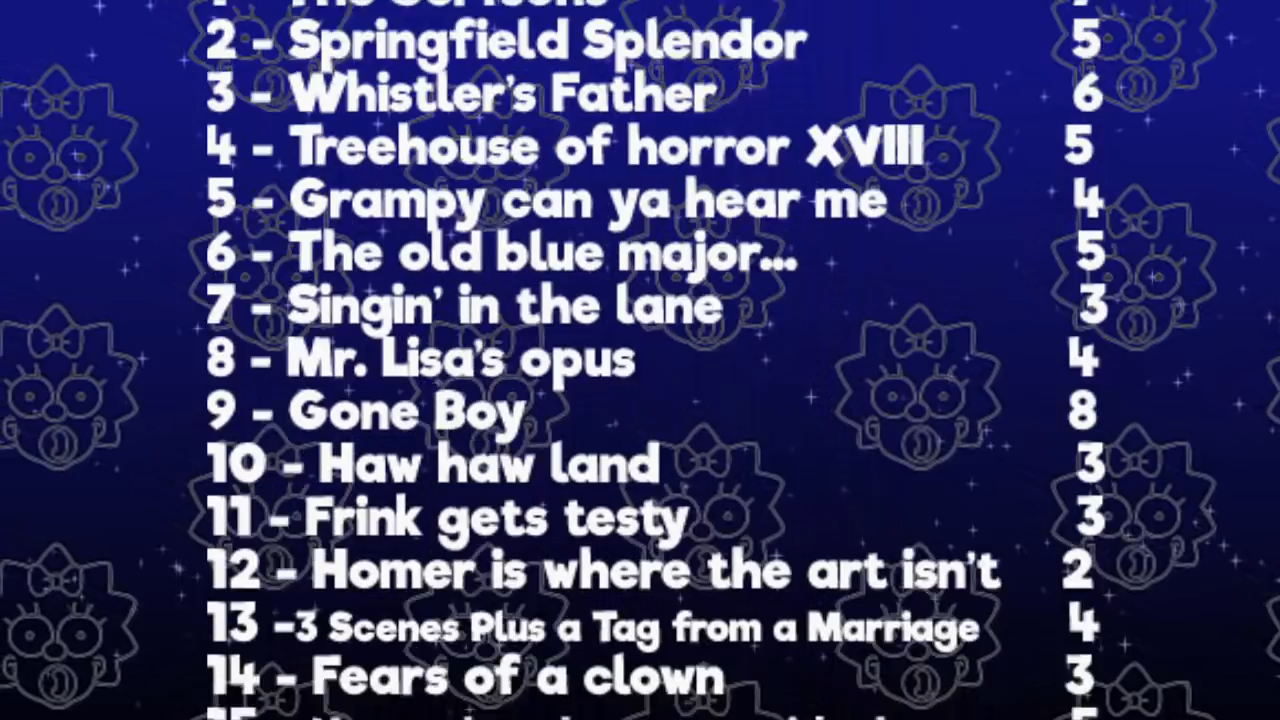 2 - Springfield Splendor 5
3 - Whistler's Father 6
4 - Treehouse of horror XVIII 5
5 - Grampy can ya hear me 4
6 - The old blue major... 5
7 - Singin' in the lane 3
8 - Mr. Lisa's opus 4
9 - Gone Boy 8
10 - Haw haw land 3
11 - Frink gets testy 3
12 - Homer is where the art isn't 2
13 -3 Scenes Plus a Tag from a Marriage 4
14 - Fears of a clown 3